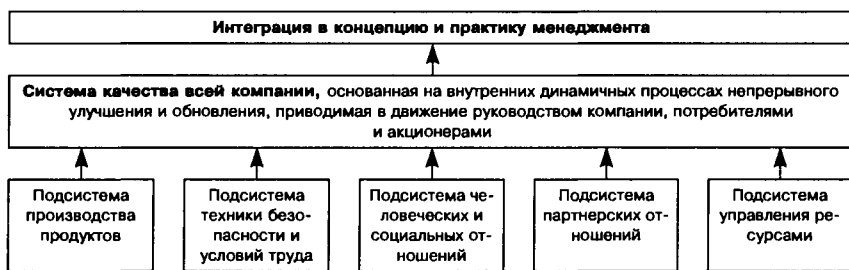 Интеграция в концепцию и практику менеджмента
Система качества всей компании, основанная на внутренних динамичных процессах непрерывного
улучшения и обновления, приводимая в движение руководством компании, потребителями
и акционерами
Подсистема
производства
продуктов
Подсистема
техники безо-
пасности и
условий труда
Подсистема че-
ловеческих и
социальных от-
ношений
Подсистема
партнерских от-
ношений
Подсистема
управления ре-
сурсами